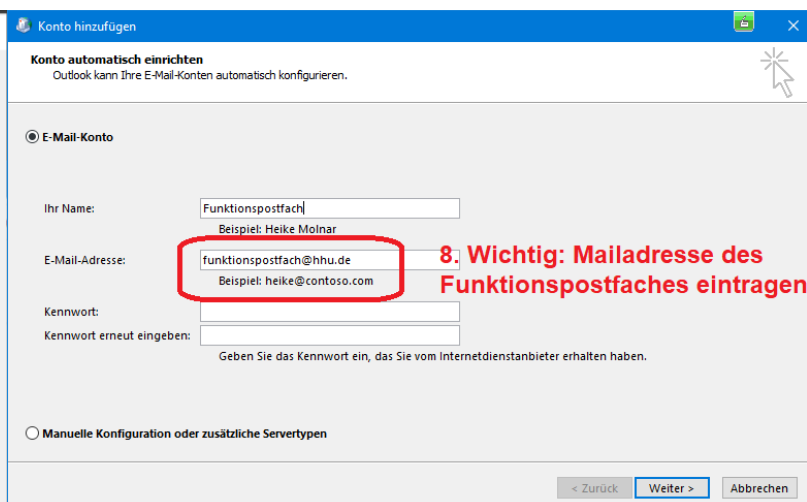 Konto hinzufügen
Konto automatisch einrichten
Outlook kann Ihre E-Mail-Konten automatisch konfigurieren.
E-Mail-Konto
Ihr Name: Funktionspostfach
Beispiel: Heike Molnar
E-Mail-Adresse: funktionspostfach@hhu.de
Beispiel: heike@contoso.com
8. Wichtig: Mailadresse des
Funktionspostfaches eintragen
Kennwort:
Kennwort erneut eingeben:
Geben Sie das Kennwort ein, das Sie vom Internetdienstanbieter erhalten haben.
Manuelle Konfiguration oder zusätzliche Servertypen
< Zurück Weiter > Abbrechen